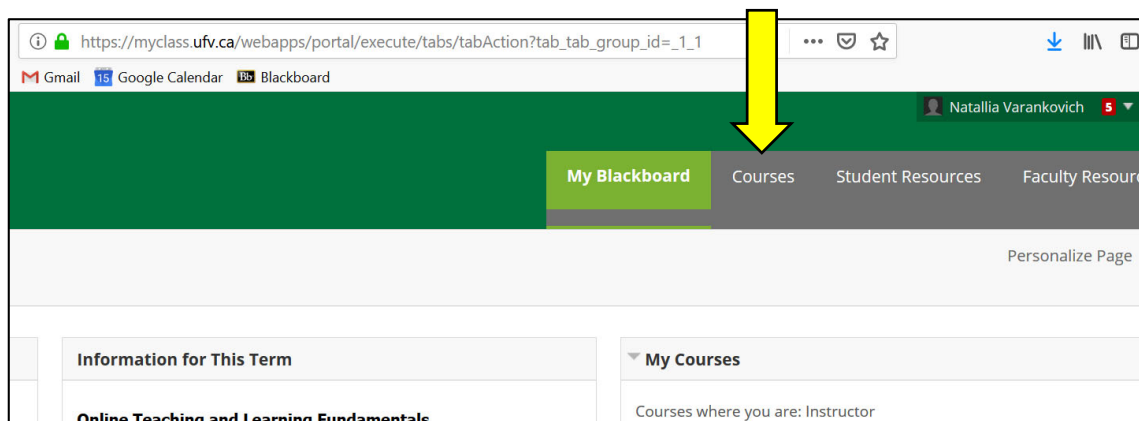 https://myclass.ufv.ca/webapps/portal/execute/tabs/tabAction?tab_tab_group_id=_1_1
Gmail 15 Google Calendar Bb Blackboard
Natallia Varankovich 5
My Blackboard Courses Student Resources Faculty Resourc
Personalize Page
Information for This Term My Courses
Online Teaching and Learning Fundamentals Courses where you are: Instructor